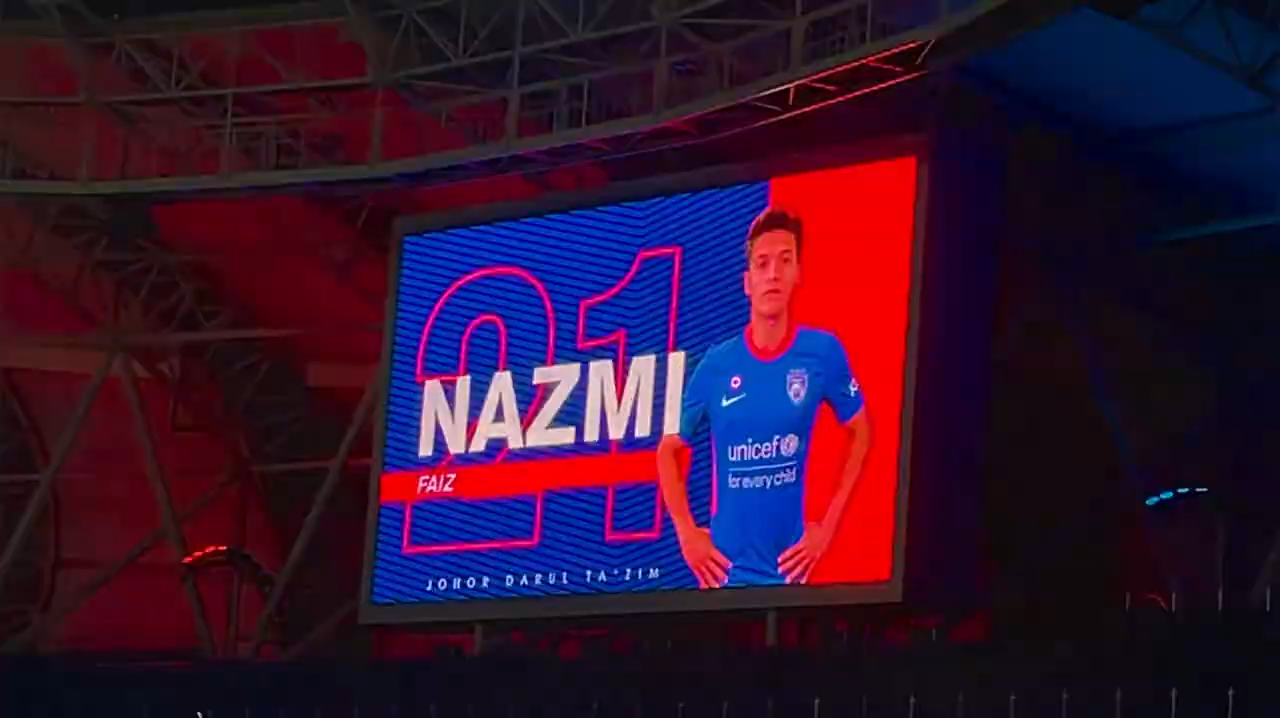 21
NAZMI
FAIZ
JOHOR DARUL TA'ZIM
unicef
for every child